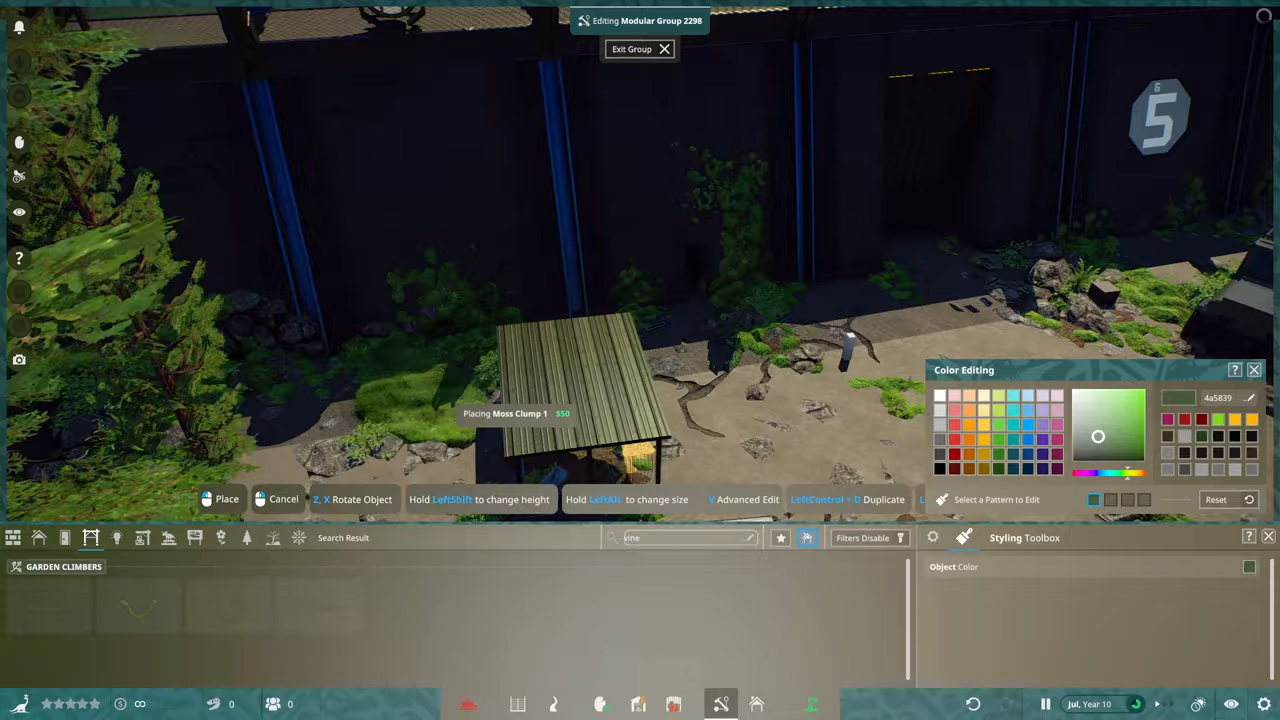 Editing Modular Group 2298
Exit Group
G
5
Color Editing
?
4a5839
Placing Moss Clump 1 $50
Place
Cancel
Z, X Rotate Object
Hold LeftShift to change height
Hold LeftAlt to change size
V Advanced Edit
LeftControl + D Duplicate
L
Select a Pattern to Edit
Reset
Search Result
vine
Filters Disable
Styling Toolbox
?
GARDEN CLIMBERS
Object Color
?
∞
0
0
Jul, Year 10